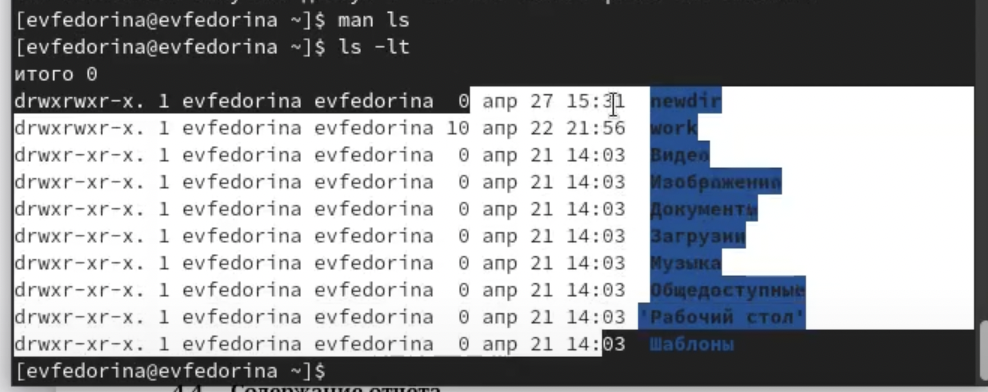 [evfedorina@evfedorina ~]$ man ls
[evfedorina@evfedorina ~]$ ls -lt
итого 0
drwxrwxr-x. 1 evfedorina evfedorina  0 апр 27 15:31  newdir
drwxrwxr-x. 1 evfedorina evfedorina 10 апр 22 21:56  work
drwxr-xr-x. 1 evfedorina evfedorina  0 апр 21 14:03  Видео
drwxr-xr-x. 1 evfedorina evfedorina  0 апр 21 14:03  Изображения
drwxr-xr-x. 1 evfedorina evfedorina  0 апр 21 14:03  Документы
drwxr-xr-x. 1 evfedorina evfedorina  0 апр 21 14:03  Загрузки
drwxr-xr-x. 1 evfedorina evfedorina  0 апр 21 14:03  Музыка
drwxr-xr-x. 1 evfedorina evfedorina  0 апр 21 14:03  Общедоступные
drwxr-xr-x. 1 evfedorina evfedorina  0 апр 21 14:03 'Рабочий стол'
drwxr-xr-x. 1 evfedorina evfedorina  0 апр 21 14:03  Шаблоны
[evfedorina@evfedorina ~]$
Содержание отчета